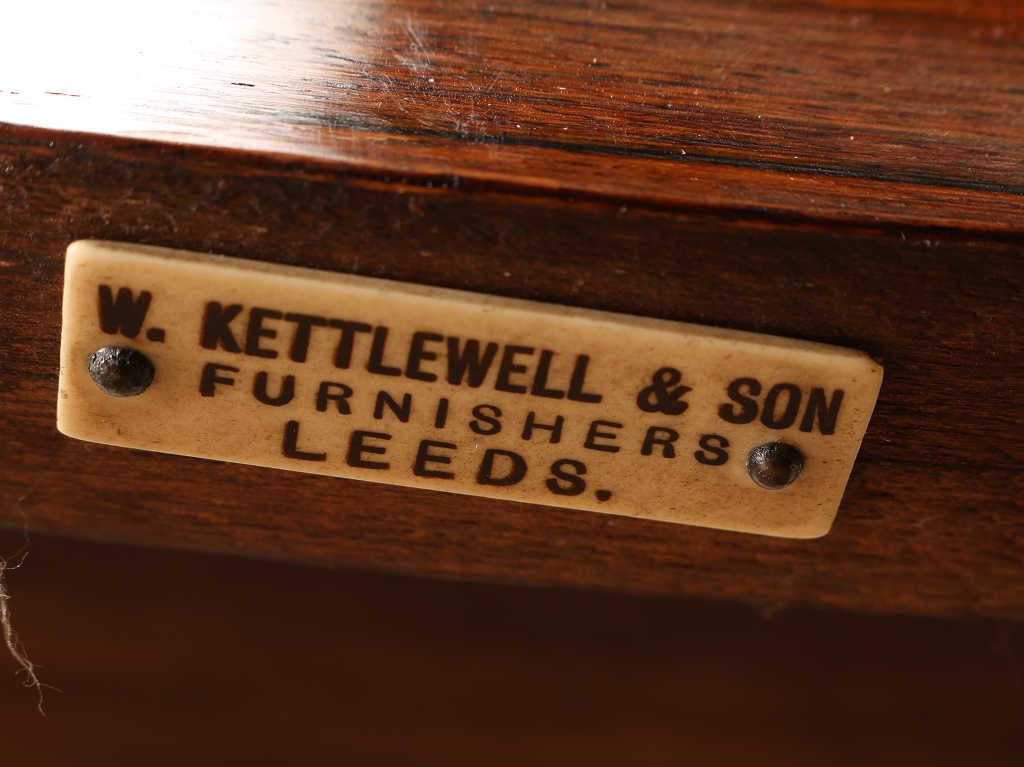 W. KETTLEWELL & SON
FURNISHERS
LEEDS.